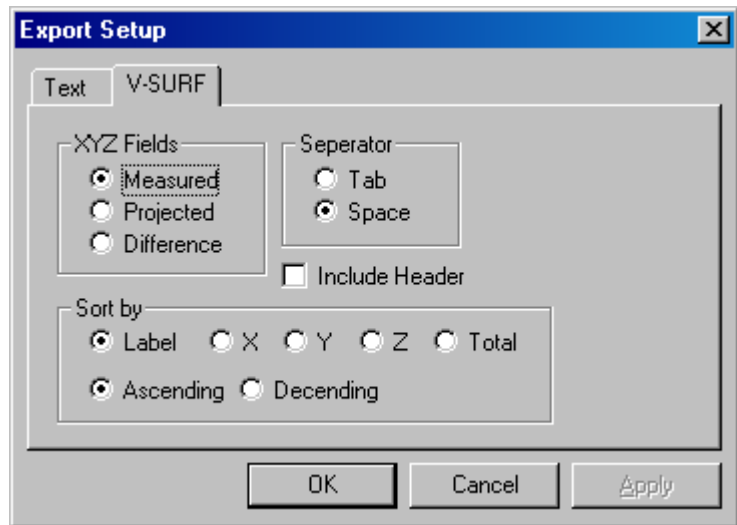 Export Setup
Text V-SURF
XYZ Fields
Measured
Projected
Difference
Seperator
Tab
Space
Include Header
Sort by
Label X Y Z Total
Ascending Decending
OK Cancel Apply